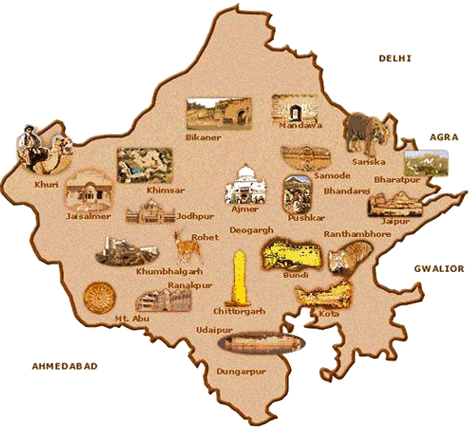 DELHI
Bikaner
Mandawa
AGRA
Sariska
Samode
Bharatpur
Khuri
Khimsar
Bhandarej
Jaisalmer
Jodhpur
Ajmer
Pushkar
Jaipur
Rohet
Deogargh
Ranthambhore
GWALIOR
Khumbhalgarh
Bundi
Ranakpur
Chittorgarh
Kota
Mt. Abu
Udaipur
AHMEDABAD
Dungarpur